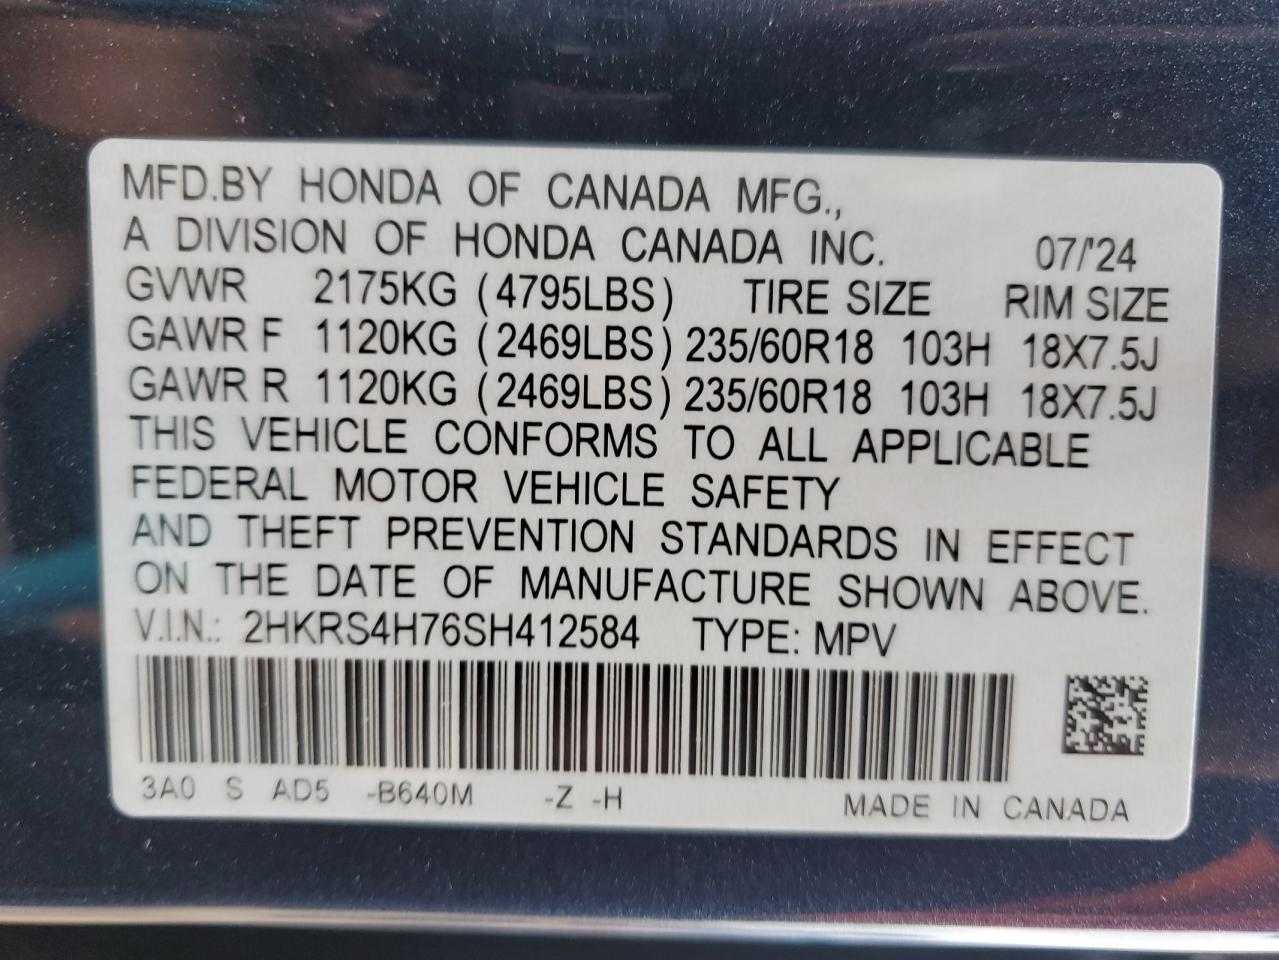 MFD.BY HONDA OF CANADA MFG.,
A DIVISION OF HONDA CANADA INC. 07/'24
GVWR 2175KG (4795LBS) TIRE SIZE RIM SIZE
GAWR F 1120KG (2469LBS) 235/60R18 103H 18X7.5J
GAWR R 1120KG (2469LBS) 235/60R18 103H 18X7.5J
THIS VEHICLE CONFORMS TO ALL APPLICABLE
FEDERAL MOTOR VEHICLE SAFETY
AND THEFT PREVENTION STANDARDS IN EFFECT
ON THE DATE OF MANUFACTURE SHOWN ABOVE.
V.I.N.: 2HKRS4H76SH412584 TYPE: MPV
3A0 S AD5 -B640M -Z -H MADE IN CANADA